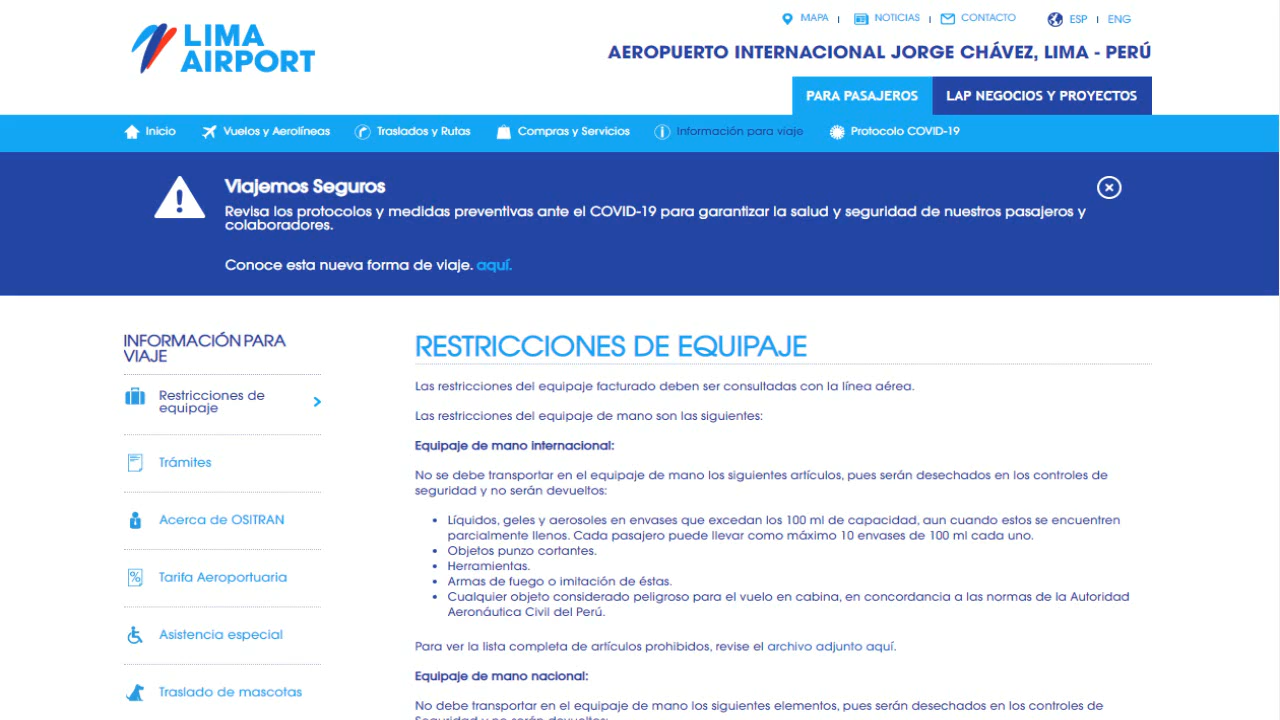 LIMA
AIRPORT
MAPA
NOTICIAS
CONTACTO
ESP
ENG
AEROPUERTO INTERNACIONAL JORGE CHÁVEZ, LIMA - PERÚ
PARA PASAJEROS
LAP NEGOCIOS Y PROYECTOS
Inicio
Vuelos y Aerolíneas
Traslados y Rutas
Compras y Servicios
Información para viaje
Protocolo COVID-19
Viajemos Seguros
Revisa los protocolos y medidas preventivas ante el COVID-19 para garantizar la salud y seguridad de nuestros pasajeros y
colaboradores.
Conoce esta nueva forma de viaje. aquí.
INFORMACIÓN PARA
VIAJE
Restricciones de
equipaje
Trámites
Acerca de OSITRAN
Tarifa Aeroportuaria
Asistencia especial
Traslado de mascotas
RESTRICCIONES DE EQUIPAJE
Las restricciones del equipaje facturado deben ser consultadas con la línea aérea.
Las restricciones del equipaje de mano son las siguientes:
Equipaje de mano internacional:
No se debe transportar en el equipaje de mano los siguientes artículos, pues serán desechados en los controles de
seguridad y no serán devueltos:
• Líquidos, geles y aerosoles en envases que excedan los 100 ml de capacidad, aun cuando estos se encuentren
parcialmente llenos. Cada pasajero puede llevar como máximo 10 envases de 100 ml cada uno.
• Objetos punzo cortantes.
• Herramientas.
• Armas de fuego o imitación de éstas.
• Cualquier objeto considerado peligroso para el vuelo en cabina, en concordancia a las normas de la Autoridad
Aeronáutica Civil del Perú.
Para ver la lista completa de artículos prohibidos, revise el archivo adjunto aquí.
Equipaje de mano nacional:
No debe transportar en el equipaje de mano los siguientes elementos, pues serán desechados en los controles de
Seguridad y no serán devueltos: